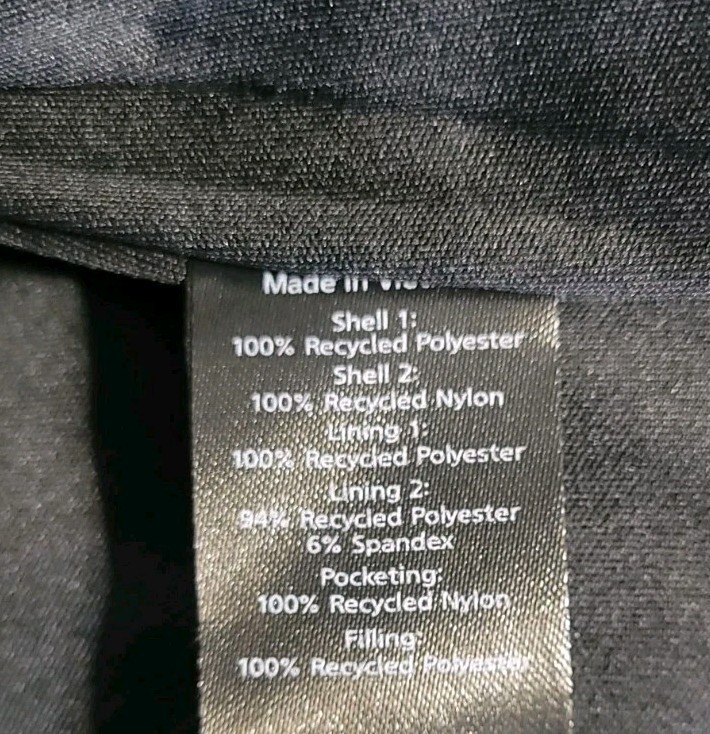 Made in
Shell 1:
100% Recycled Polyester
Shell 2:
100% Recycled Nylon
Lining 1:
100% Recycled Polyester
Lining 2:
94% Recycled Polyester
6% Spandex
Pocketing:
100% Recycled Nylon
Filling:
100% Recycled Polyester